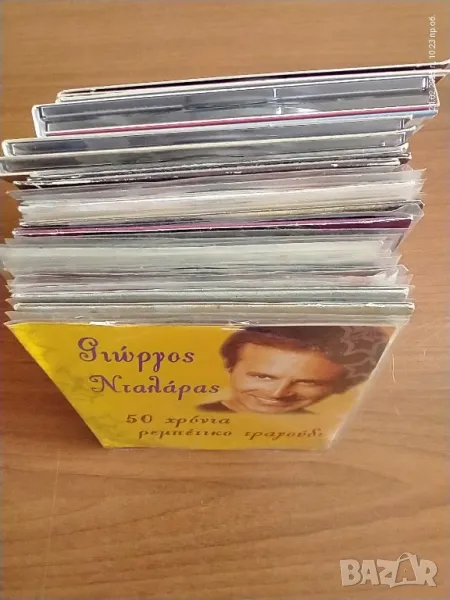 Γιώργος
Νταλάρας
50 χρόνια
ρεμπέτικο τραγούδι
BAZAR